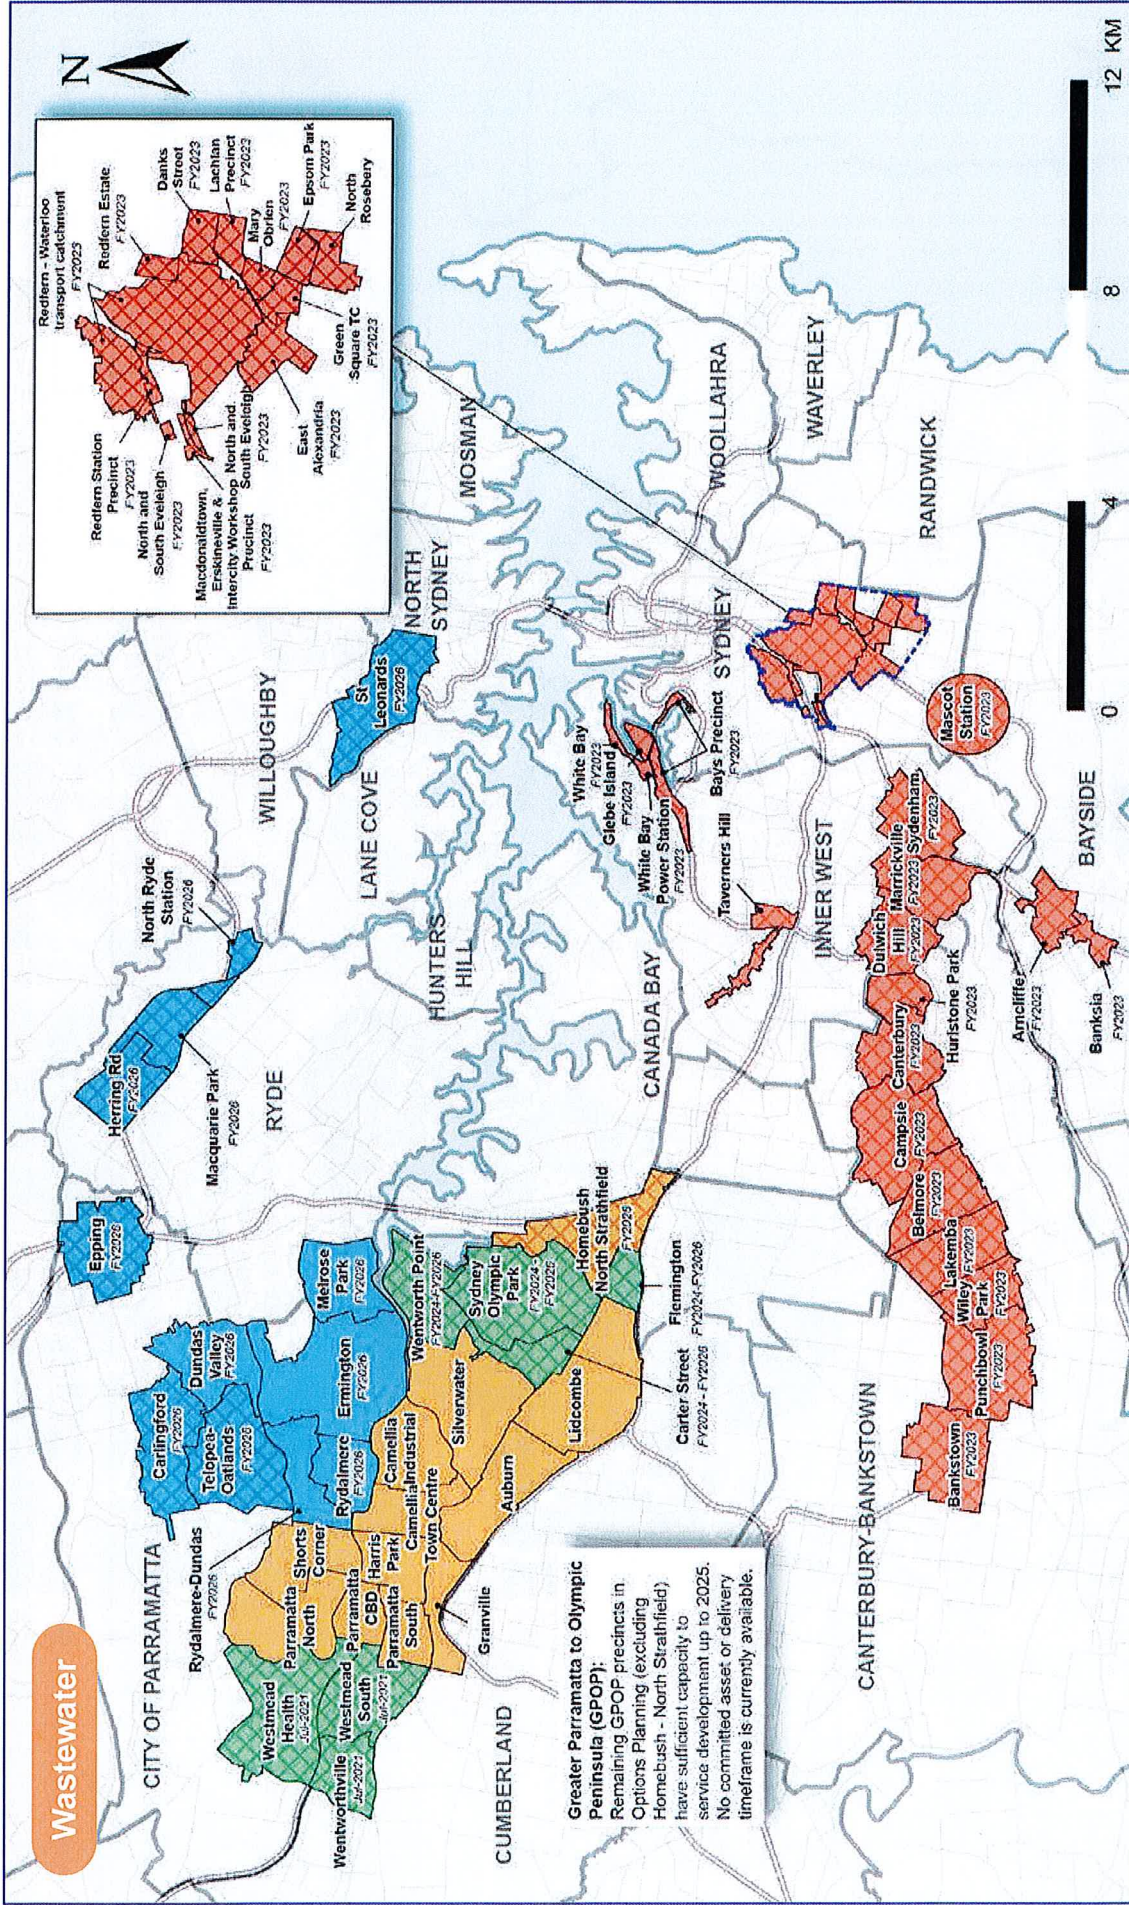 Wastewater
N
Redfern - Waterloo
transport catchment
FY2023
Redfern Estate
FY2023
Danks
Street
FY2023
Lachlan
Precinct
FY2023
Mary
Obrien
FY2023
Epsom Park
FY2023
North
Rosebery
Green
Square TC
FY2023
East
Alexandria
FY2023
North and
South Eveleigh
FY2023
Macdonaldtown,
Erskineville &
Intercity Workshop
Prucinct
FY2023
North and
South Eveleigh
FY2023
Redfern Station
Precinct
FY2023
CITY OF PARRAMATTA
Rydalmere-Dundas
FY2026
Carlingford
FY2026
Telopea-
Oatlands
FY2026
Dundas
Valley
FY2026
Epping
FY2026
Herring Rd
FY2026
Macquarie Park
FY2026
North Ryde
Station
FY2026
RYDE
WILLOUGHBY
LANE COVE
HUNTERS
HILL
St
Leonards
FY2026
NORTH
SYDNEY
MOSMAN
Melrose
Park
FY2026
Ermington
FY2026
Rydalmere
FY2026
Westmead
Health
Jul-2021
Westmead
South
Jul-2021
Wentworthville
Jul-2021
Parramatta
North
Shorts
Corner
Parramatta
CBD
Harris
Park
Parramatta
South
Camellia
Industrial
Camellia
Town Centre
Granville
Silverwater
Auburn
Lidcombe
Wentworth Point
FY2024-FY2026
Sydney
Olympic
Park
FY2024 -
FY2026
Homebush
North Strathfield
FY2026
Flemington
FY2024-FY2026
Carter Street
FY2024 - FY2026
CUMBERLAND
Greater Parramatta to Olympic
Peninsula (GPOP):
Remaining GPOP precincts in
Options Planning (excluding
Homebush - North Strathfield)
have sufficient capacity to
service development up to 2025.
No committed asset or delivery
timeframe is currently available.
CANADA BAY
White Bay
FY2023
Glebe Island
FY2023
White Bay
Power Station
FY2023
Bays Precinct
FY2023
Taverners Hill
SYDNEY
WOOLLAHRA
WAVERLEY
RANDWICK
INNER WEST
CANTERBURY-BANKSTOWN
Bankstown
FY2023
Punchbowl
FY2023
Wiley
Park
FY2023
Lakemba
FY2023
Belmore
FY2023
Campsie
FY2023
Canterbury
FY2023
Hurlstone Park
FY2023
Dulwich
Hill
FY2023
Marrickville
FY2023
Sydenham
FY2023
Mascot
Station
FY2023
Arncliffe
FY2023
Banksia
FY2023
BAYSIDE
0 4 8 12 KM